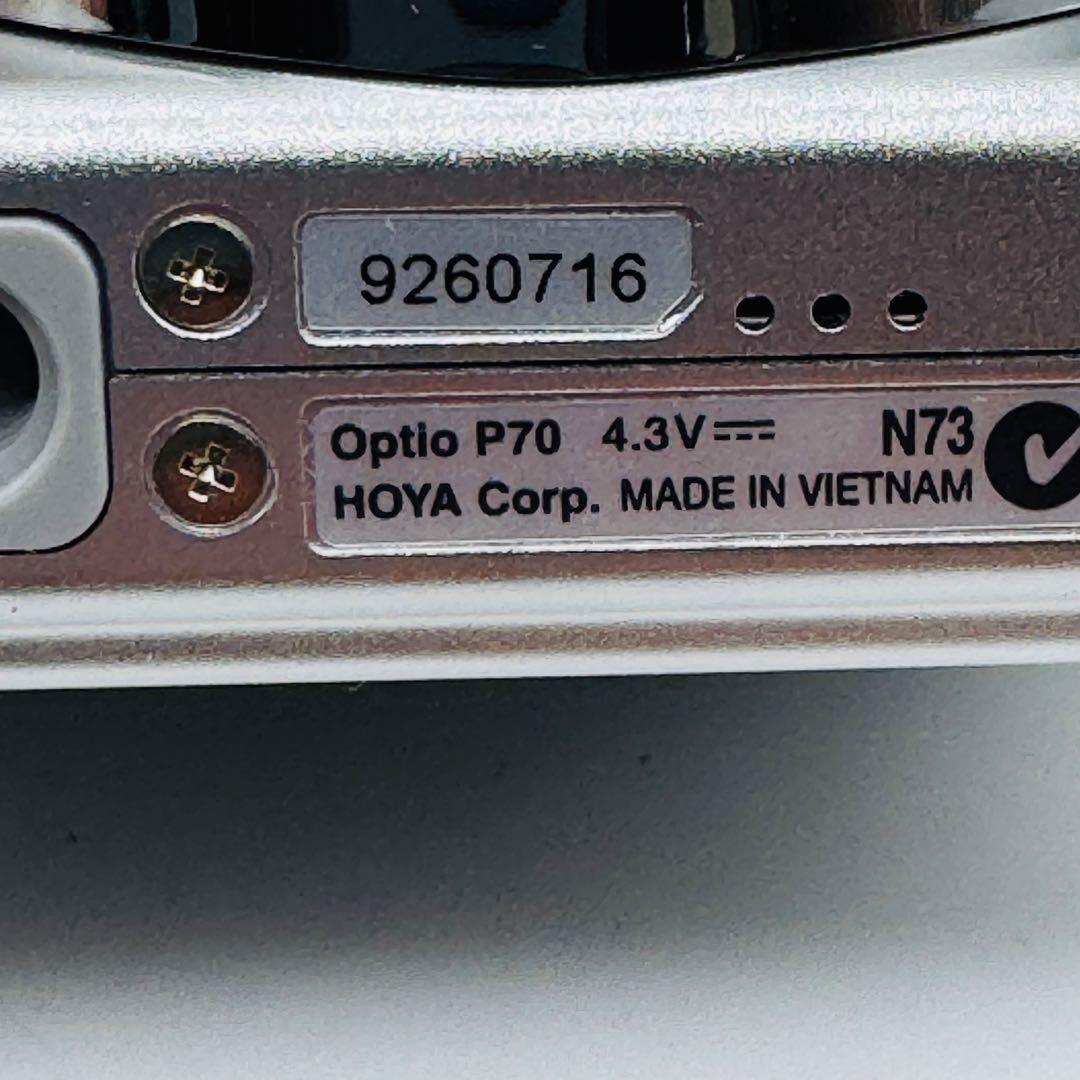 9260716
Optio P70 4.3V⎓ N73
HOYA Corp. MADE IN VIETNAM